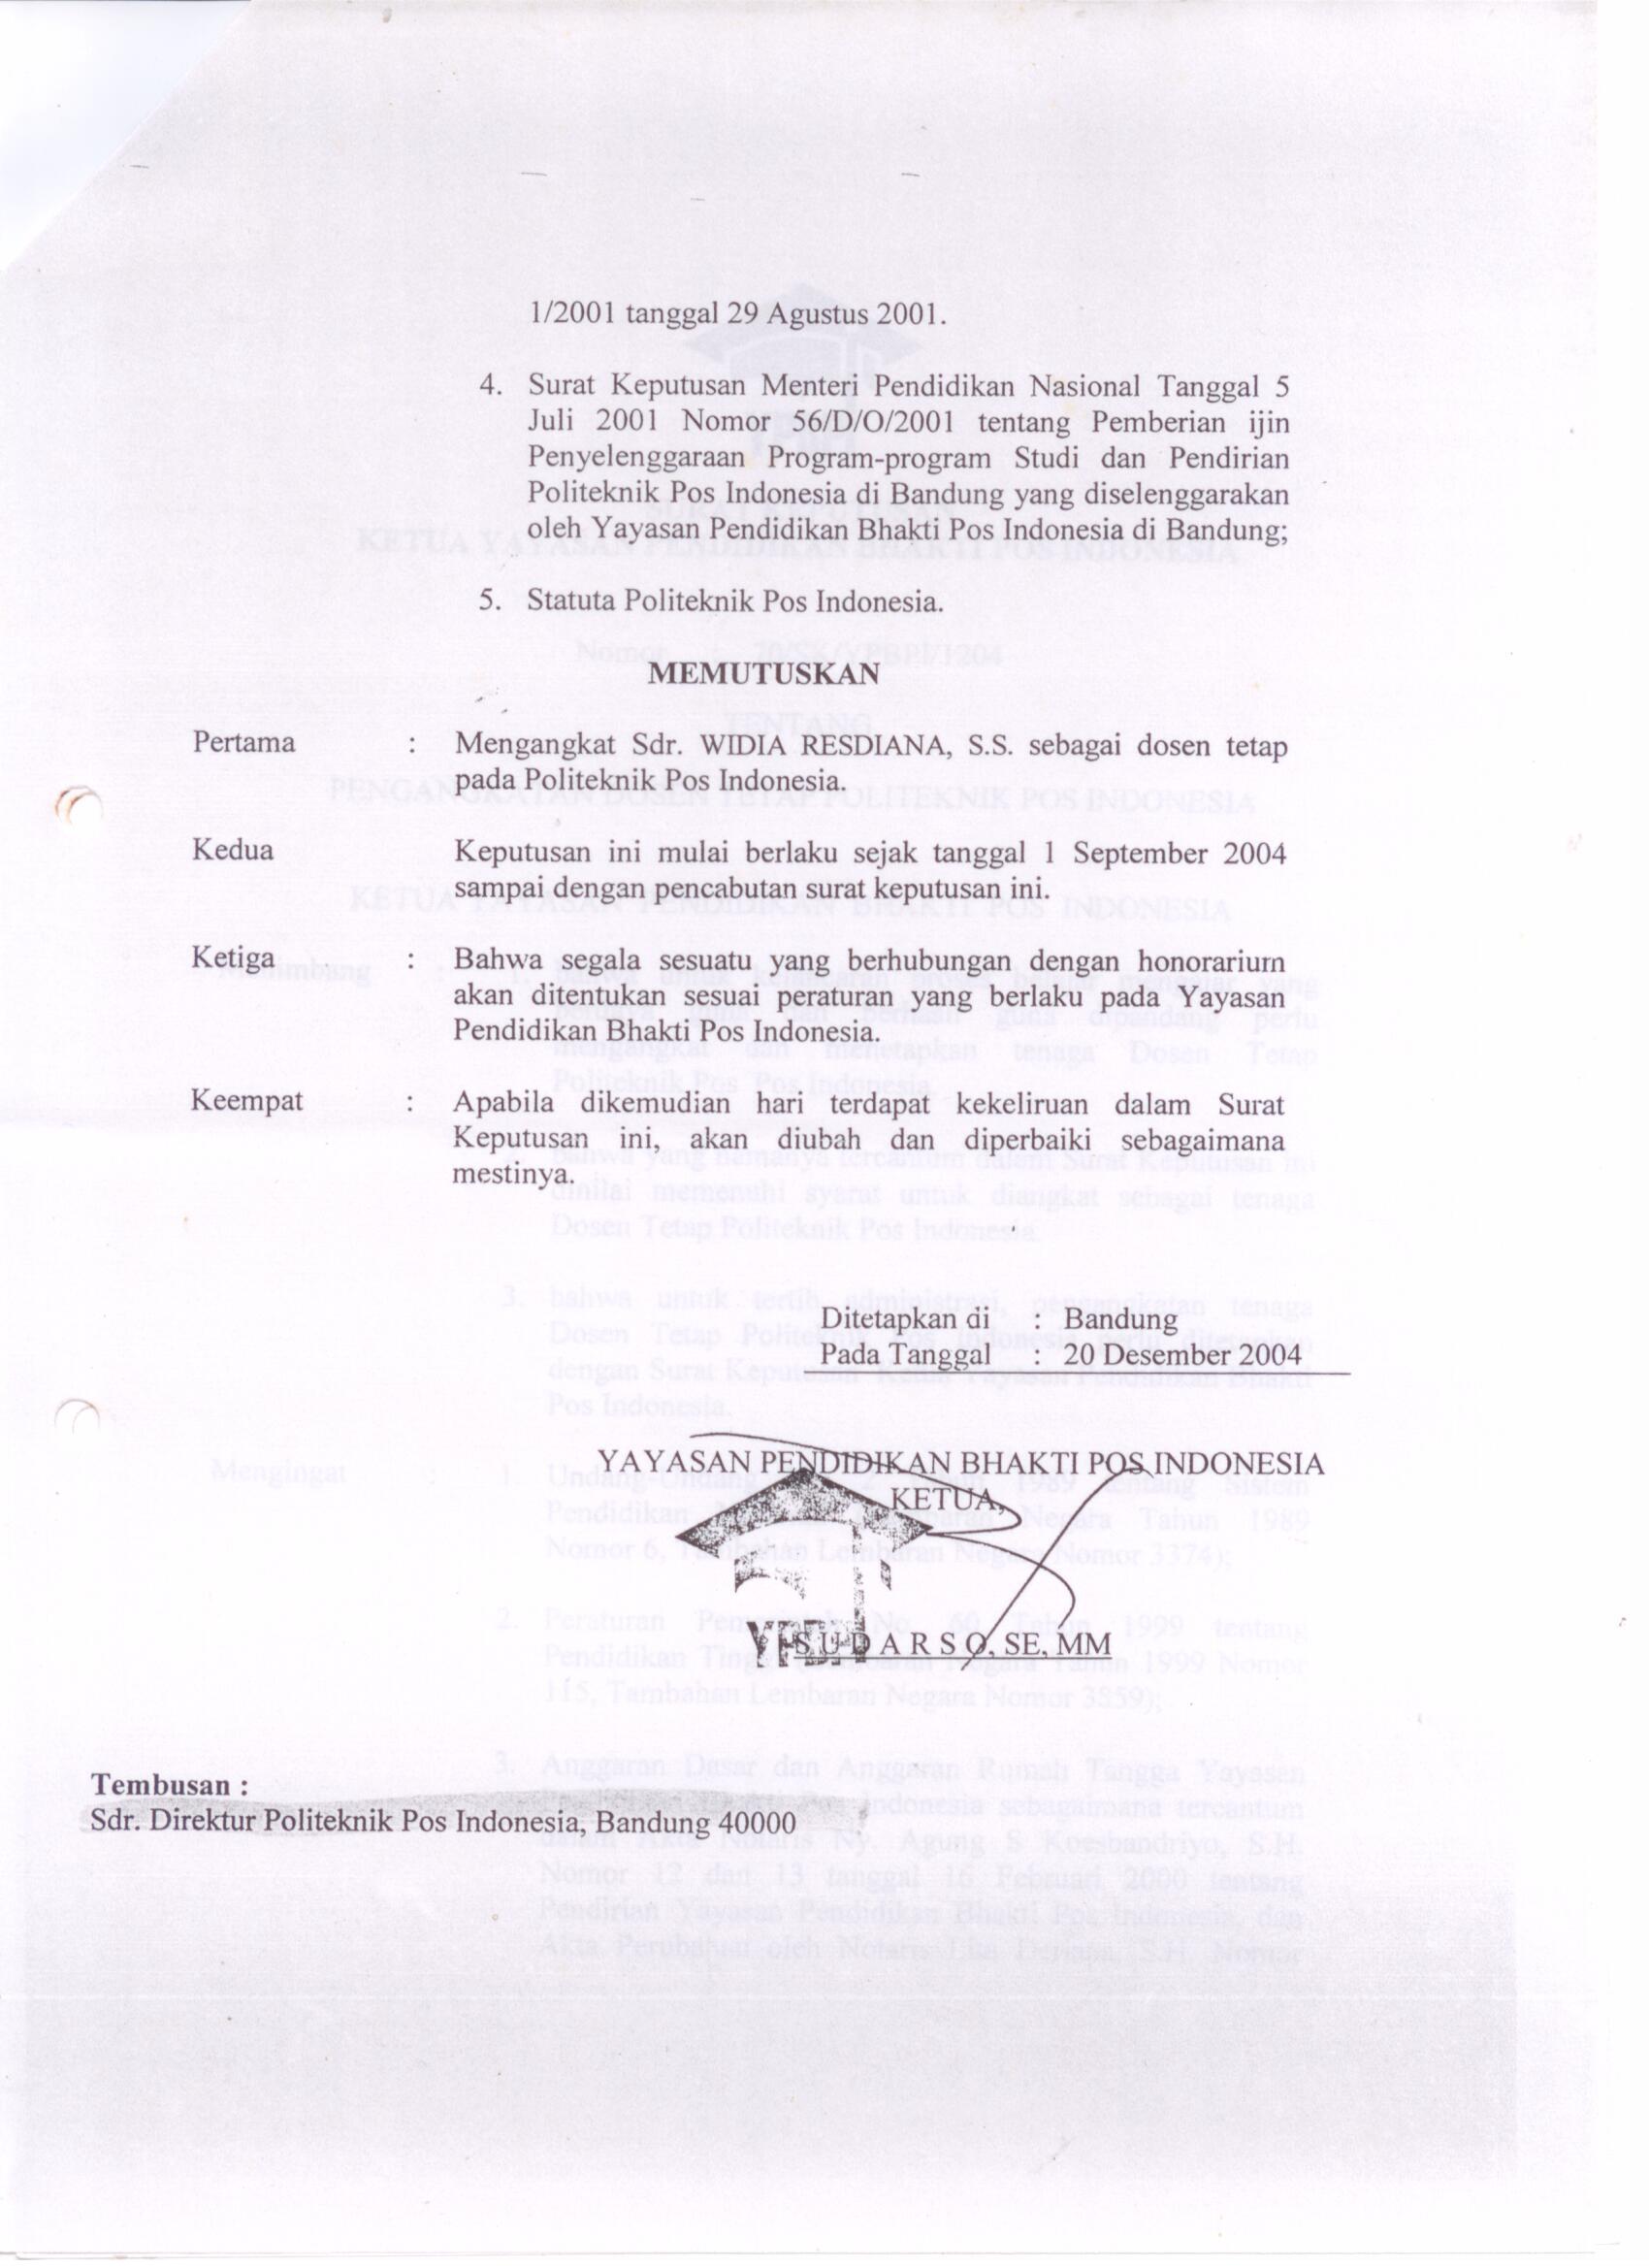 1/2001 tanggal 29 Agustus 2001.
4. Surat Keputusan Menteri Pendidikan Nasional Tanggal 5
Juli 2001 Nomor 56/D/O/2001 tentang Pemberian ijin
Penyelenggaraan Program-program Studi dan Pendirian
Politeknik Pos Indonesia di Bandung yang diselenggarakan
oleh Yayasan Pendidikan Bhakti Pos Indonesia di Bandung;
5. Statuta Politeknik Pos Indonesia.
MEMUTUSKAN
Pertama : Mengangkat Sdr. WIDIA RESDIANA, S.S. sebagai dosen tetap
pada Politeknik Pos Indonesia.
Kedua Keputusan ini mulai berlaku sejak tanggal 1 September 2004
sampai dengan pencabutan surat keputusan ini.
Ketiga : Bahwa segala sesuatu yang berhubungan dengan honorarium
akan ditentukan sesuai peraturan yang berlaku pada Yayasan
Pendidikan Bhakti Pos Indonesia.
Keempat : Apabila dikemudian hari terdapat kekeliruan dalam Surat
Keputusan ini, akan diubah dan diperbaiki sebagaimana
mestinya.
Ditetapkan di : Bandung
Pada Tanggal : 20 Desember 2004
YAYASAN PENDIDIKAN BHAKTI POS INDONESIA
KETUA,
S U D A R S O, SE, MM
Tembusan :
Sdr. Direktur Politeknik Pos Indonesia, Bandung 40000